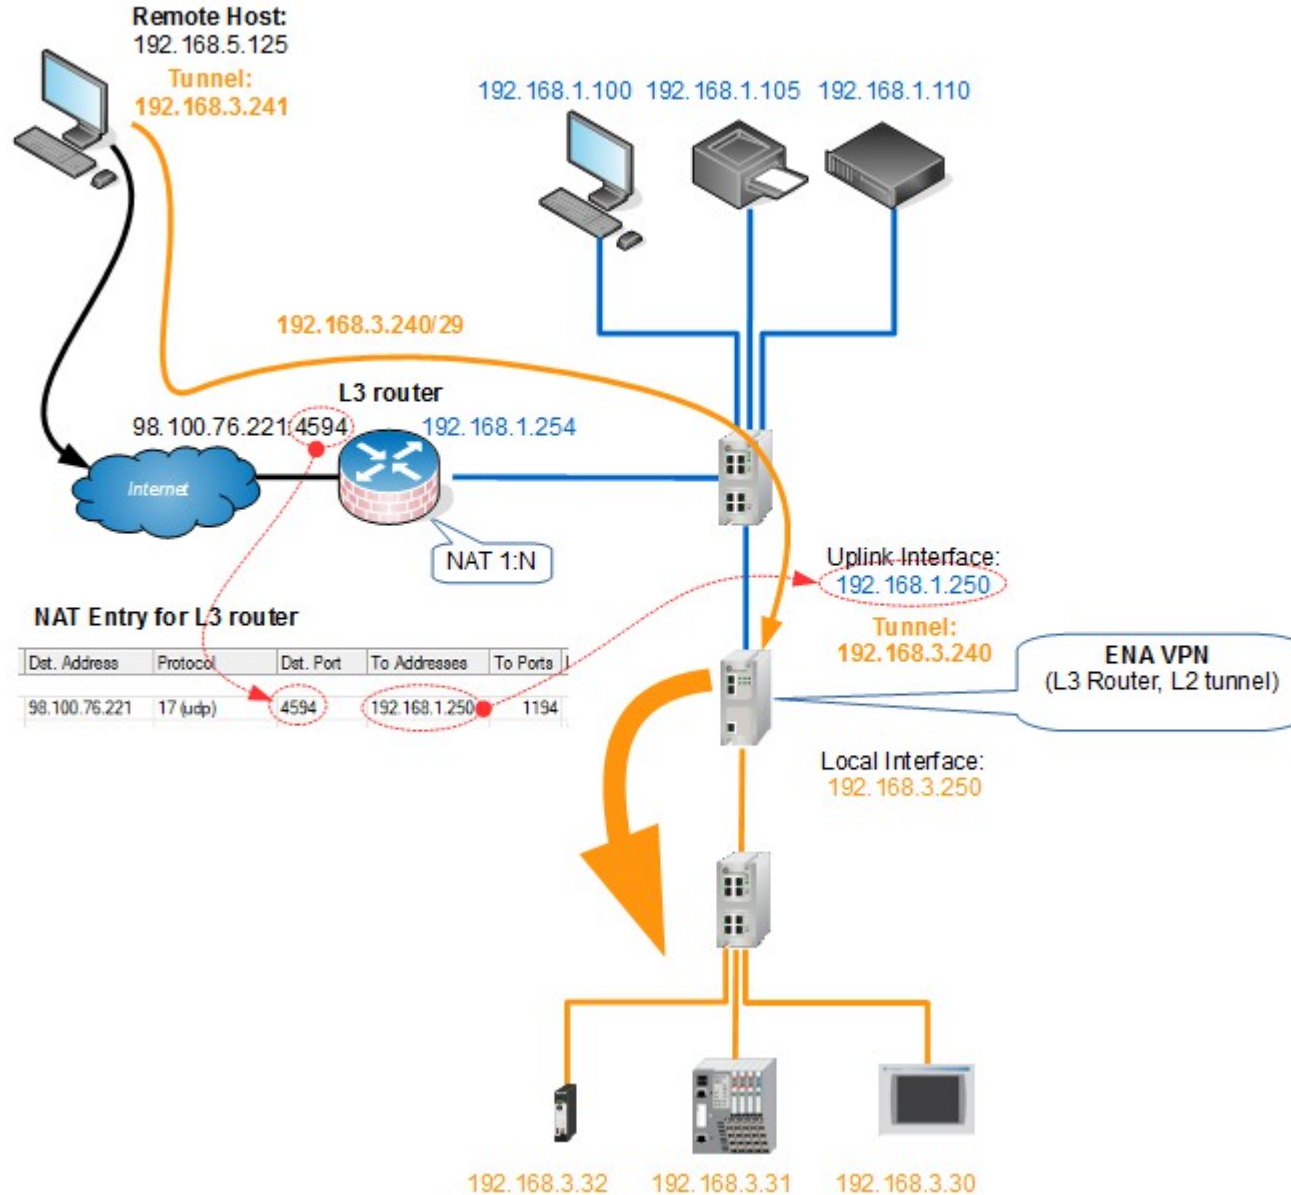 Remote Host:
192.168.5.125
Tunnel:
192.168.3.241
192.168.1.100
192.168.1.105
192.168.1.110
192.168.3.240/29
L3 router
98.100.76.221:4594
192.168.1.254
Internet
NAT 1:N
Uplink Interface:
192.168.1.250
Tunnel:
192.168.3.240
ENA VPN
(L3 Router, L2 tunnel)
NAT Entry for L3 router
Dst. Address Protocol Dst. Port To Addresses To Ports
98.100.76.221 17 (udp) 4594 192.168.1.250 1194
Local Interface:
192.168.3.250
192.168.3.32
192.168.3.31
192.168.3.30